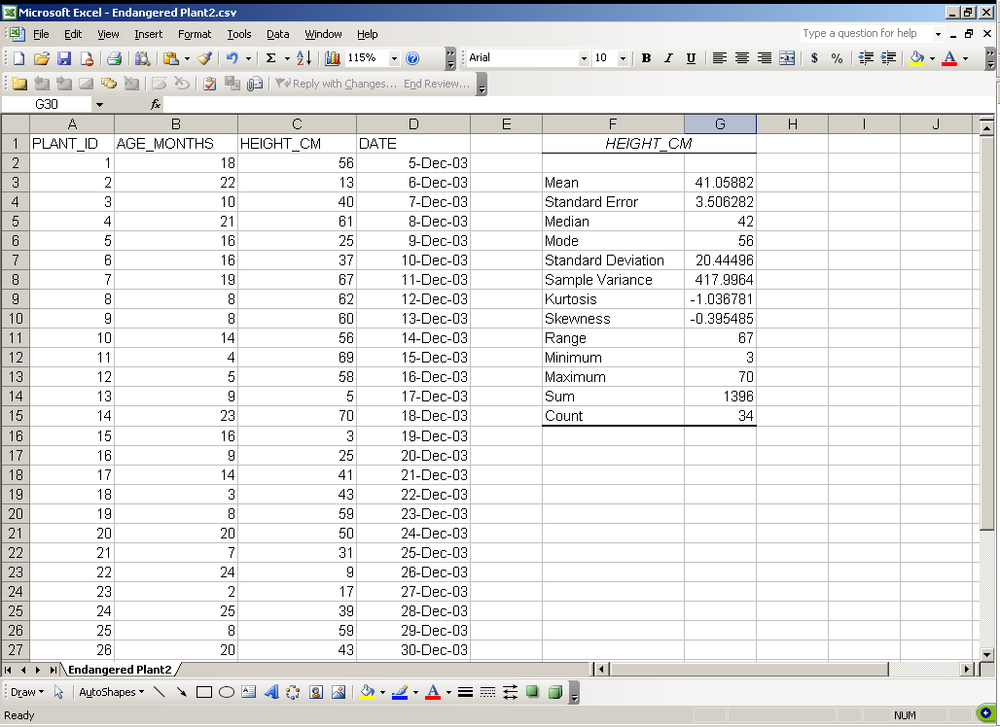 Microsoft Excel - Endangered Plant2.csv
File Edit View Insert Format Tools Data Window Help Type a question for help
Σ 115% Arial 10 B I U $ %
Reply with Changes... End Review...
G30 fx
A B C D E F G H I J
1 PLANT_ID AGE_MONTHS HEIGHT_CM DATE HEIGHT_CM
2 1 18 56 5-Dec-03
3 2 22 13 6-Dec-03 Mean 41.05882
4 3 10 40 7-Dec-03 Standard Error 3.506282
5 4 21 61 8-Dec-03 Median 42
6 5 16 25 9-Dec-03 Mode 56
7 6 16 37 10-Dec-03 Standard Deviation 20.44496
8 7 19 67 11-Dec-03 Sample Variance 417.9964
9 8 8 62 12-Dec-03 Kurtosis -1.036781
10 9 8 60 13-Dec-03 Skewness -0.395485
11 10 14 56 14-Dec-03 Range 67
12 11 4 69 15-Dec-03 Minimum 3
13 12 5 58 16-Dec-03 Maximum 70
14 13 9 5 17-Dec-03 Sum 1396
15 14 23 70 18-Dec-03 Count 34
16 15 16 3 19-Dec-03
17 16 9 25 20-Dec-03
18 17 14 41 21-Dec-03
19 18 3 43 22-Dec-03
20 19 8 59 23-Dec-03
21 20 20 50 24-Dec-03
22 21 7 31 25-Dec-03
23 22 24 9 26-Dec-03
24 23 2 17 27-Dec-03
25 24 25 39 28-Dec-03
26 25 8 59 29-Dec-03
27 26 20 43 30-Dec-03
Endangered Plant2
Draw AutoShapes A A
Ready NUM